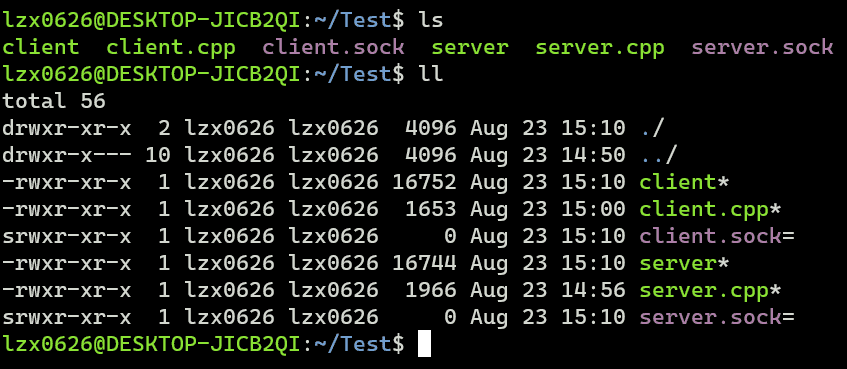 lzx0626@DESKTOP-JICB2QI:~/Test$ ls
client  client.cpp  client.sock  server  server.cpp  server.sock
lzx0626@DESKTOP-JICB2QI:~/Test$ ll
total 56
drwxr-xr-x  2 lzx0626 lzx0626  4096 Aug 23 15:10 ./
drwxr-x--- 10 lzx0626 lzx0626  4096 Aug 23 14:50 ../
-rwxr-xr-x  1 lzx0626 lzx0626 16752 Aug 23 15:10 client*
-rwxr-xr-x  1 lzx0626 lzx0626  1653 Aug 23 15:00 client.cpp*
srwxr-xr-x  1 lzx0626 lzx0626     0 Aug 23 15:10 client.sock=
-rwxr-xr-x  1 lzx0626 lzx0626 16744 Aug 23 15:10 server*
-rwxr-xr-x  1 lzx0626 lzx0626  1966 Aug 23 14:56 server.cpp*
srwxr-xr-x  1 lzx0626 lzx0626     0 Aug 23 15:10 server.sock=
lzx0626@DESKTOP-JICB2QI:~/Test$